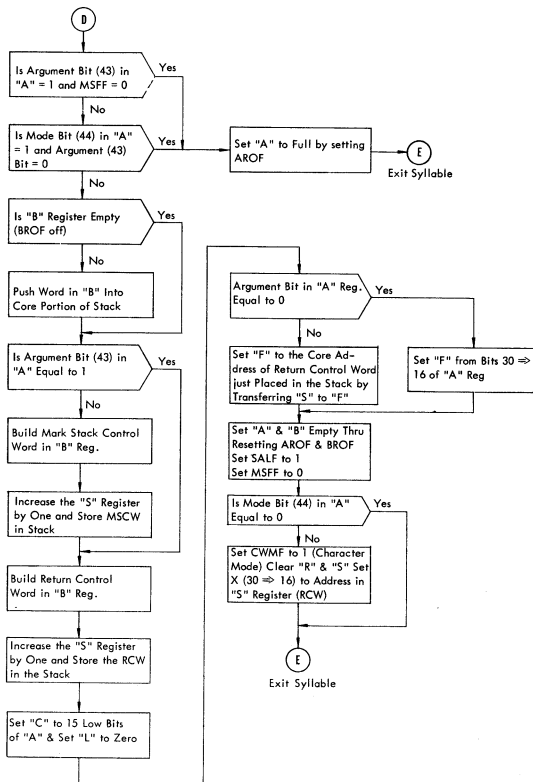 D
Is Argument Bit (43) in
"A" = 1 and MSFF = 0
Yes
No
Is Mode Bit (44) in "A"
= 1 and Argument (43)
Bit = 0
Yes
Set "A" to Full by setting
AROF
E
Exit Syllable
No
Is "B" Register Empty
(BROF off)
Yes
No
Push Word in "B" Into
Core Portion of Stack
Is Argument Bit (43) in
"A" Equal to 1
Yes
No
Build Mark Stack Control
Word in "B" Reg.
Increase the "S" Register
by One and Store MSCW
in Stack
Build Return Control
Word in "B" Reg.
Increase the "S" Register
by One and Store the RCW
in the Stack
Set "C" to 15 Low Bits
of "A" & Set "L" to Zero
Argument Bit in "A" Reg.
Equal to 0
Yes
No
Set "F" to the Core Ad-
dress of Return Control Word
just Placed in the Stack by
Transferring "S" to "F"
Set "F" from Bits 30 ⇒
16 of "A" Reg
Set "A" & "B" Empty Thru
Resetting AROF & BROF
Set SALF to 1
Set MSFF to 0
Is Mode Bit (44) in "A"
Equal to 0
Yes
No
Set CWMF to 1 (Character
Mode) Clear "R" & "S" Set
X (30 ⇒ 16) to Address in
"S" Register (RCW)
E
Exit Syllable